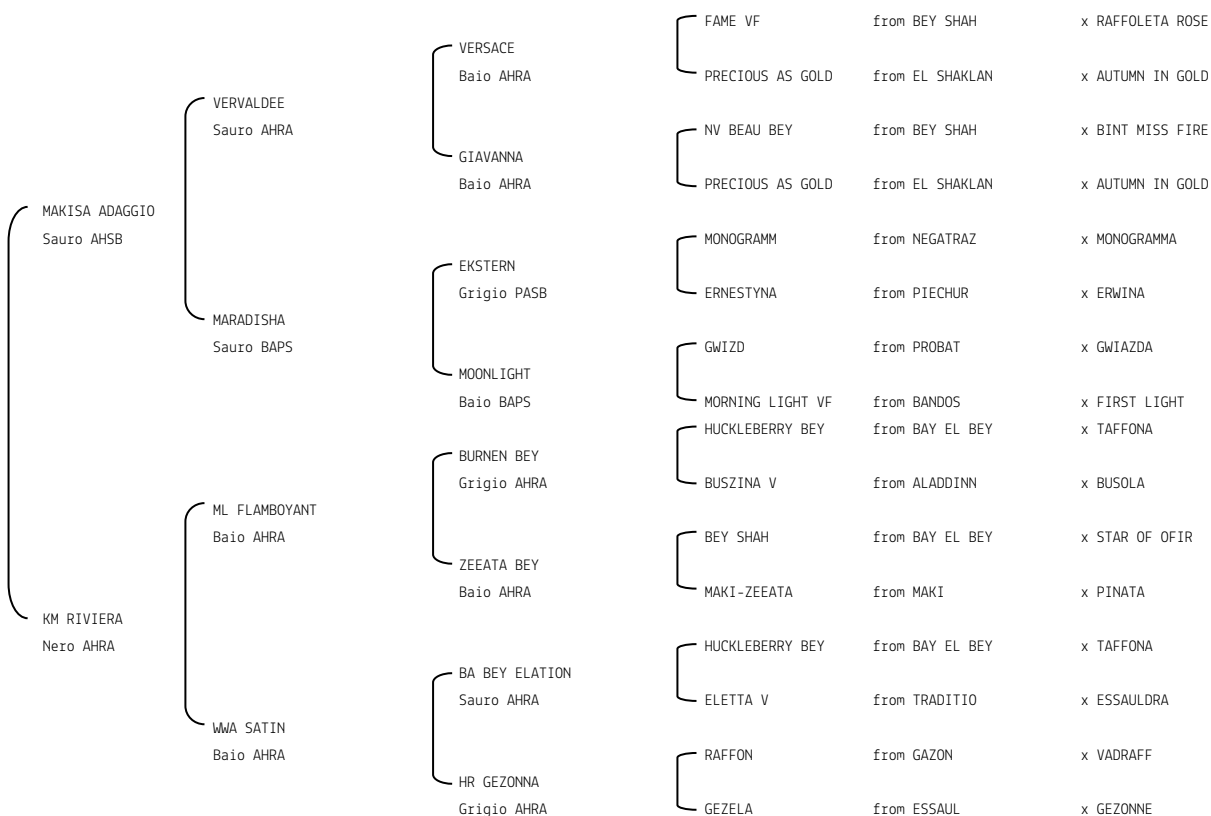 FAME VF from BEY SHAH x RAFFOLETA ROSE
VERSACE
Baio AHRA PRECIOUS AS GOLD from EL SHAKLAN x AUTUMN IN GOLD
VERVALDEE
Sauro AHRA NV BEAU BEY from BEY SHAH x BINT MISS FIRE
GIAVANNA
Baio AHRA PRECIOUS AS GOLD from EL SHAKLAN x AUTUMN IN GOLD
MAKISA ADAGGIO
Sauro AHSB MONOGRAMM from NEGATRAZ x MONOGRAMMA
EKSTERN
Grigio PASB ERNESTYNA from PIECHUR x ERWINA
MARADISHA
Sauro BAPS GWIZD from PROBAT x GWIAZDA
MOONLIGHT
Baio BAPS MORNING LIGHT VF from BANDOS x FIRST LIGHT
HUCKLEBERRY BEY from BAY EL BEY x TAFFONA
BURNEN BEY
Grigio AHRA BUSZINA V from ALADDINN x BUSOLA
ML FLAMBOYANT
Baio AHRA BEY SHAH from BAY EL BEY x STAR OF OFIR
ZEEATA BEY
Baio AHRA MAKI-ZEEATA from MAKI x PINATA
KM RIVIERA
Nero AHRA HUCKLEBERRY BEY from BAY EL BEY x TAFFONA
BA BEY ELATION
Sauro AHRA ELETTA V from TRADITIO x ESSAULDRA
WWA SATIN
Baio AHRA RAFFON from GAZON x VADRAFF
HR GEZONNA
Grigio AHRA GEZELA from ESSAUL x GEZONNE